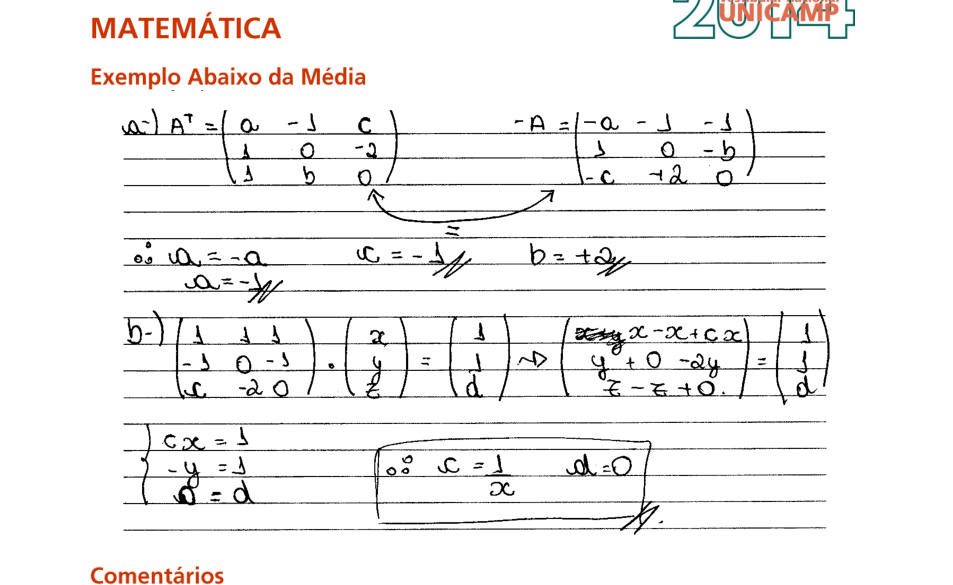 MATEMÁTICA
UNICAMP
2014
Exemplo Abaixo da Média
a-) Aᵀ = ( a -1 c ) -A = ( -a -1 -1 )
( 1 0 -2 ) ( 1 0 -b )
( 1 b 0 ) ( -c +2 0 )
=
∴ a = -a c = -1 b = +2
a = -1
b-) ( 1 1 1 ) . ( x ) = ( 1 ) ⇝ ( x - x + cx ) = ( 1 )
( -1 0 -1 ) ( y ) ( 1 ) ( y + 0 - 2y ) ( 1 )
( c -2 0 ) ( z ) ( d ) ( z - z + 0. ) ( d )
{ cx = 1
-y = 1 ∴ c = 1/x d = 0
0 = d
Comentários